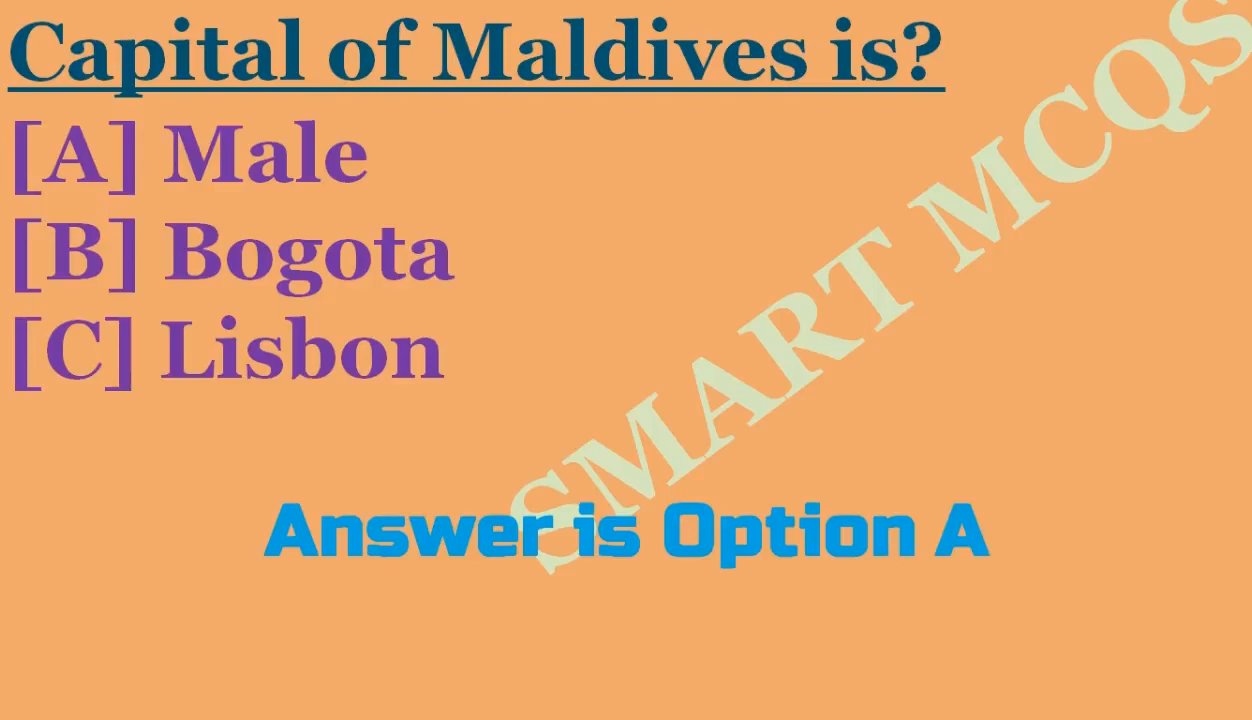 Capital of Maldives is?
[A] Male
[B] Bogota
[C] Lisbon
SMART MCQS
Answer is Option A